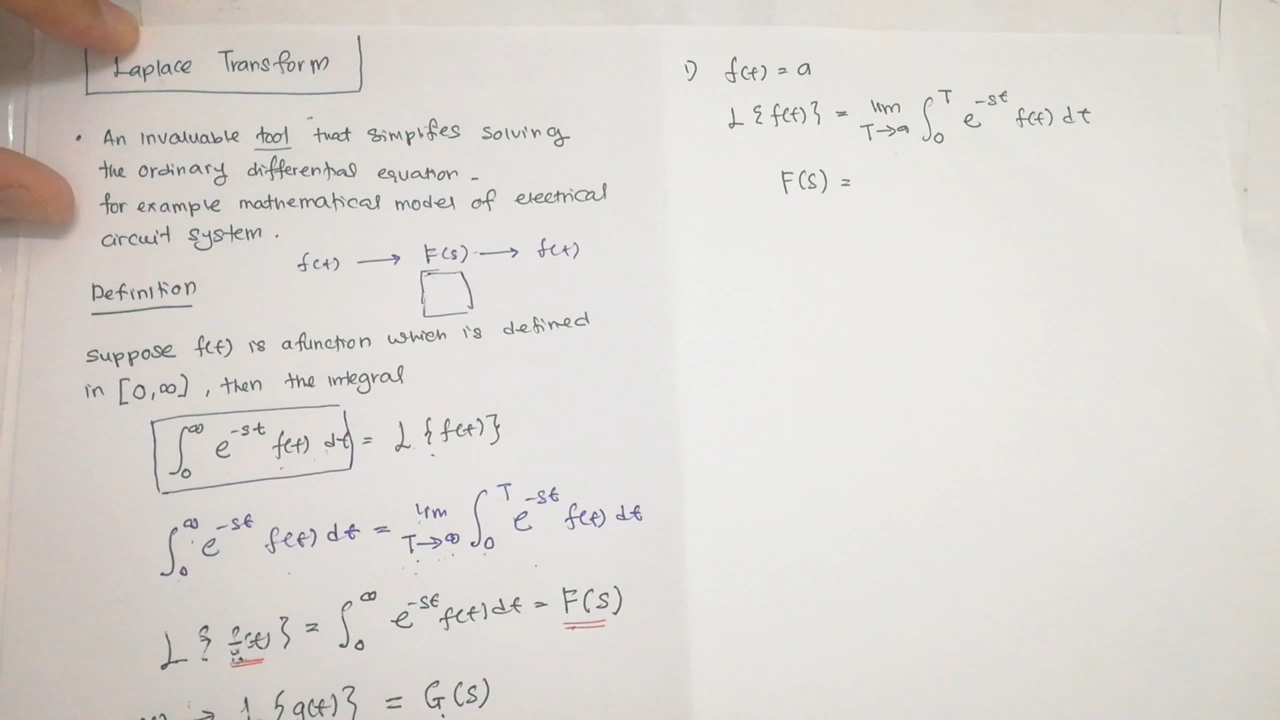 Laplace Transform
• An invaluable tool that simplifes solving
the ordinary differential equation -
for example mathematical model of electrical
circuit system.
f(t) → F(s) → f(t)
Definition
Suppose f(t) is a function which is defined
in [0,∞], then the integral
∫₀^∞ e^-st f(t) dt = L {f(t)}
∫₀^∞ e^-st f(t) dt = lim T→∞ ∫₀^T e^-st f(t) dt
L {f(t)} = ∫₀^∞ e^-st f(t) dt = F(s)
→ L {g(t)} = G(s)
1) f(t) = a
L {f(t)} = lim T→a ∫₀^T e^-st f(t) dt
F(s) =